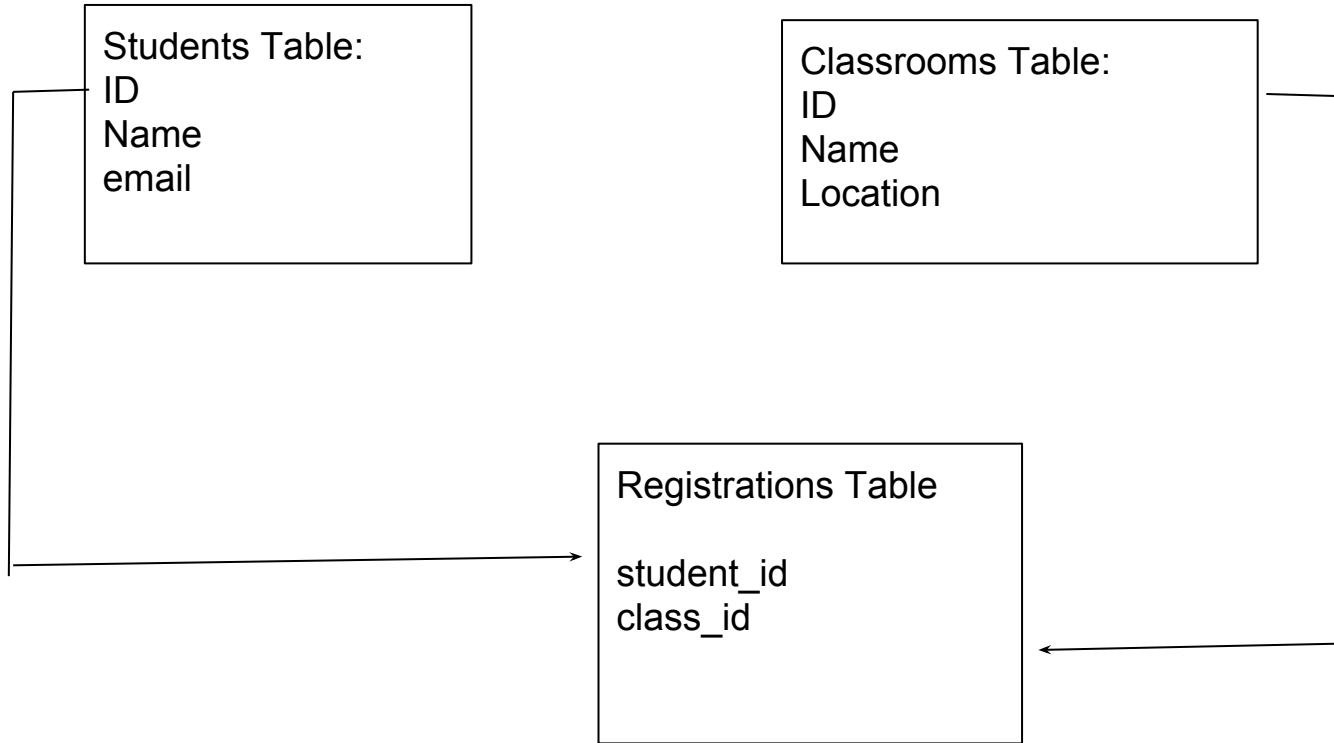 Students Table:
ID
Name
email
Classrooms Table:
ID
Name
Location
Registrations Table
student_id
class_id